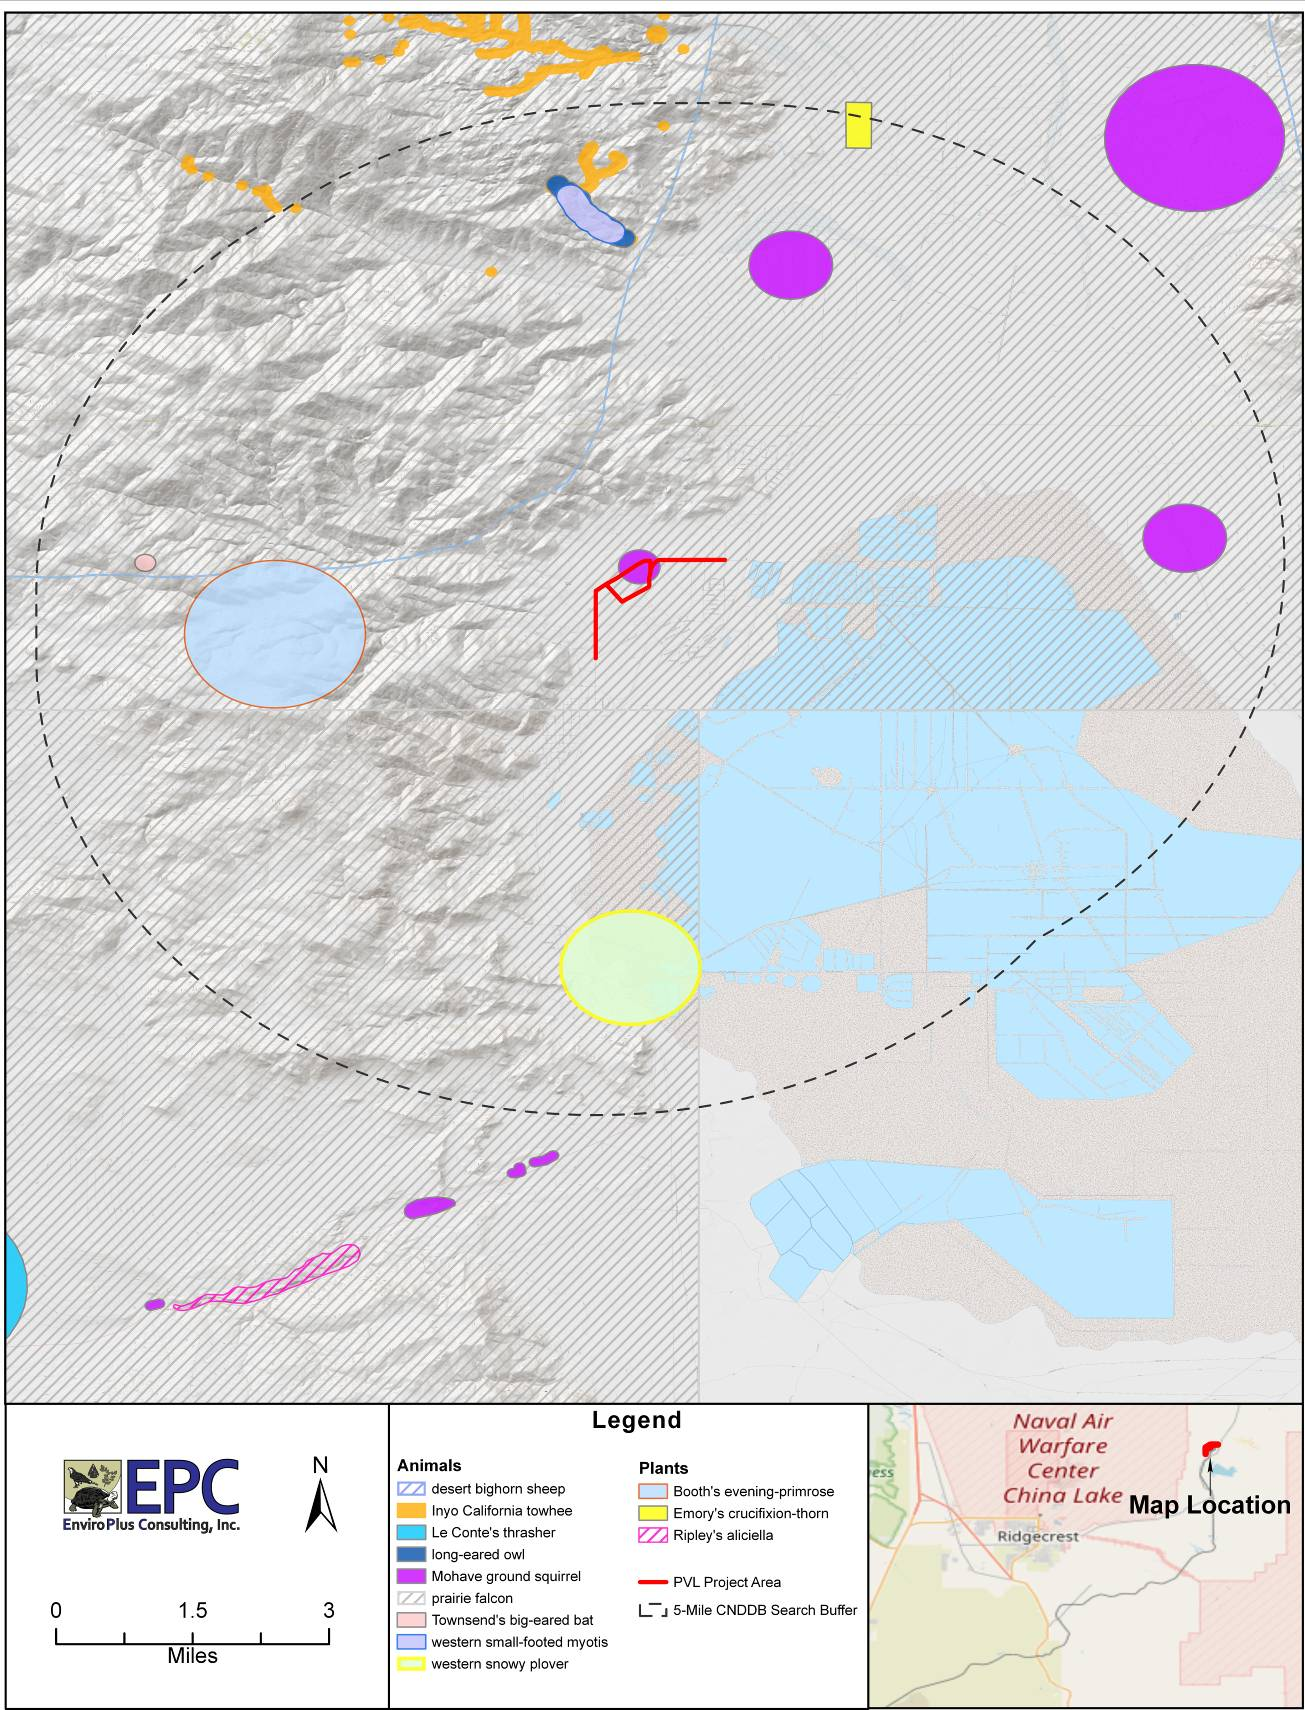 EPC
EnviroPlus Consulting, Inc.
N
0 1.5 3
Miles
Legend
Animals
desert bighorn sheep
Inyo California towhee
Le Conte's thrasher
long-eared owl
Mohave ground squirrel
prairie falcon
Townsend's big-eared bat
western small-footed myotis
western snowy plover
Plants
Booth's evening-primrose
Emory's crucifixion-thorn
Ripley's aliciella
PVL Project Area
5-Mile CNDDB Search Buffer
Naval Air
Warfare
Center
China Lake
Map Location
Ridgecrest
ess